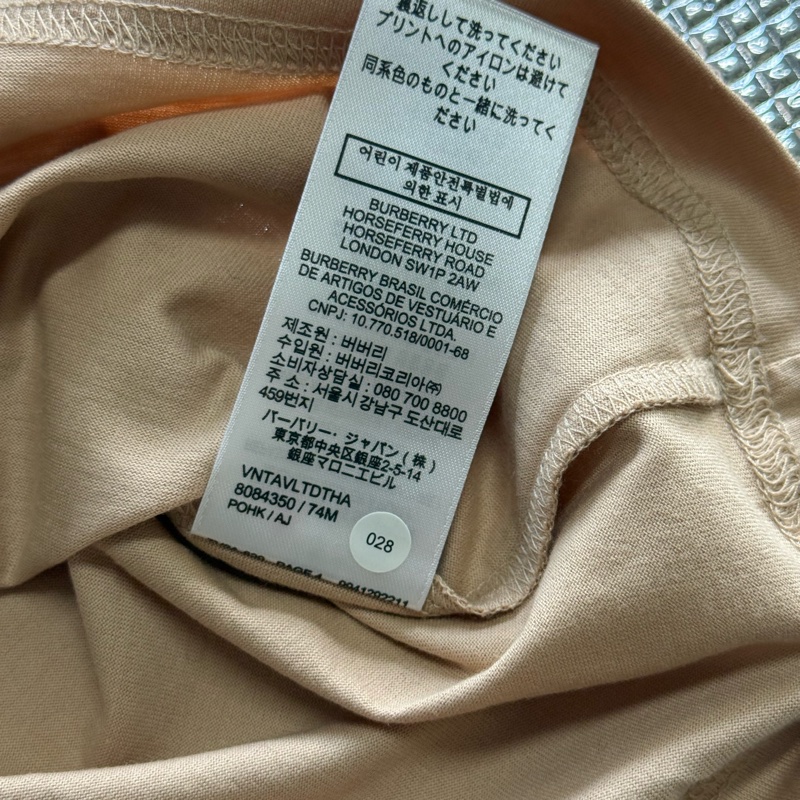 裏返しして洗ってください
プリントへのアイロンは避けて
ください
同系色のものと一緒に洗ってく
ださい
어린이 제품안전특별법에
의한 표시
BURBERRY LTD
HORSEFERRY HOUSE
HORSEFERRY ROAD
LONDON SW1P 2AW
BURBERRY BRASIL COMÉRCIO
DE ARTIGOS DE VESTUÁRIO E
ACESSÓRIOS LTDA.
CNPJ: 10.770.518/0001-68
제조원 : 버버리
수입원 : 버버리코리아㈜
소비자상담실 : 080 700 8800
주 소 : 서울시 강남구 도산대로
459번지
バーバリー・ジャパン ( 株 )
東京都中央区銀座2-5-14
銀座マロニエビル
VNTAVLTDTHA
8084350 / 74M
POHK / AJ
028
PAGE 4